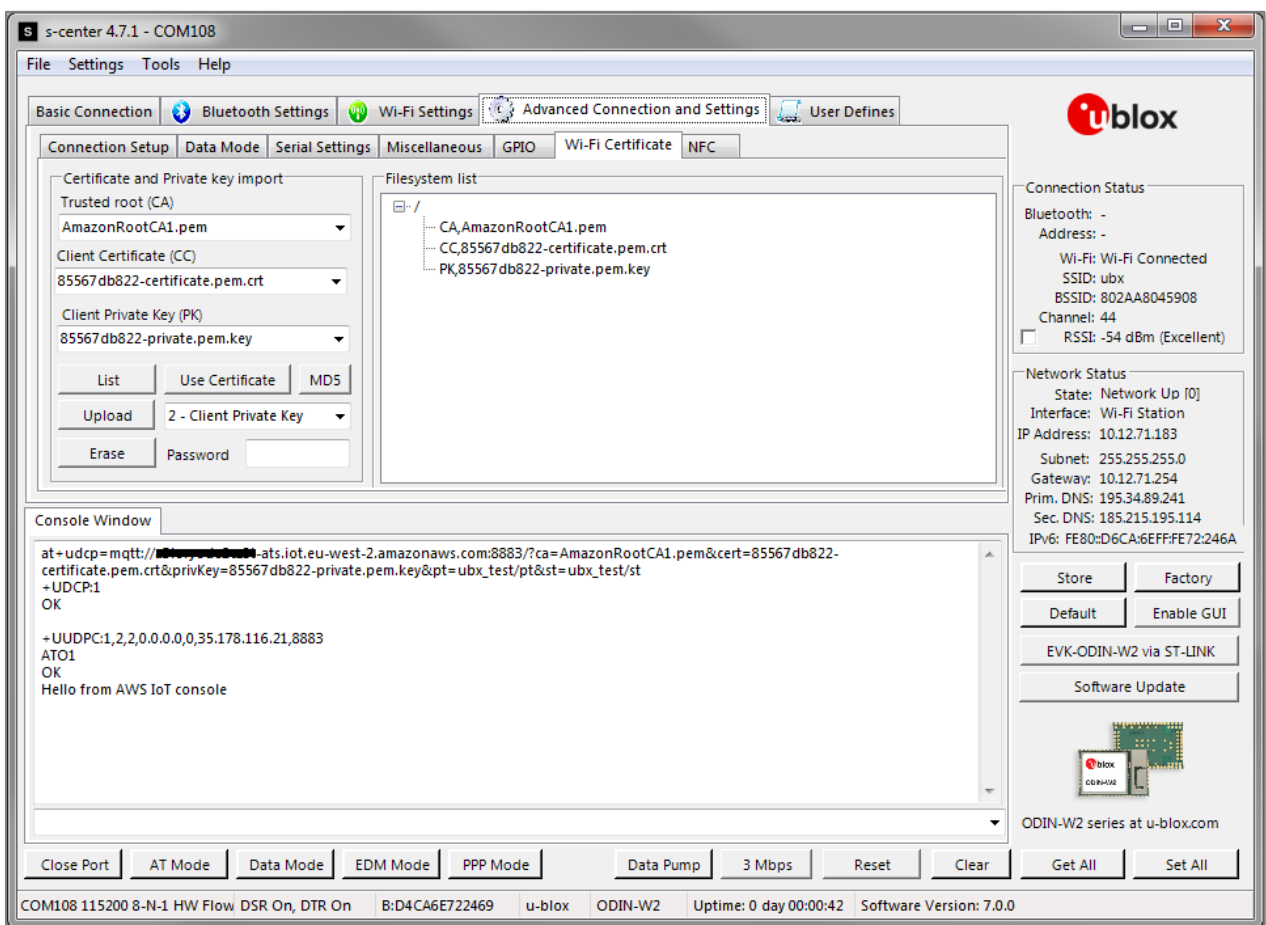 s-center 4.7.1 - COM108
File Settings Tools Help
Basic Connection Bluetooth Settings Wi-Fi Settings Advanced Connection and Settings User Defines
Connection Setup Data Mode Serial Settings Miscellaneous GPIO Wi-Fi Certificate NFC
Certificate and Private key import
Trusted root (CA)
AmazonRootCA1.pem
Client Certificate (CC)
85567db822-certificate.pem.crt
Client Private Key (PK)
85567db822-private.pem.key
List Use Certificate MD5
Upload 2 - Client Private Key
Erase Password
Filesystem list
/
CA,AmazonRootCA1.pem
CC,85567db822-certificate.pem.crt
PK,85567db822-private.pem.key
ublox
Connection Status
Bluetooth: -
Address: -
Wi-Fi: Wi-Fi Connected
SSID: ubx
BSSID: 802AA8045908
Channel: 44
RSSI: -54 dBm (Excellent)
Network Status
State: Network Up [0]
Interface: Wi-Fi Station
IP Address: 10.12.71.183
Subnet: 255.255.255.0
Gateway: 10.12.71.254
Prim. DNS: 195.34.89.241
Sec. DNS: 185.215.195.114
IPv6: FE80::D6CA:6EFF:FE72:246A
Console Window
at+udcp=mqtt://-ats.iot.eu-west-2.amazonaws.com:8883/?ca=AmazonRootCA1.pem&cert=85567db822-
certificate.pem.crt&privKey=85567db822-private.pem.key&pt=ubx_test/pt&st=ubx_test/st
+UDCP:1
OK
+UUDPC:1,2,2,0.0.0.0,0,35.178.116.21,8883
ATO1
OK
Hello from AWS IoT console
Store Factory
Default Enable GUI
EVK-ODIN-W2 via ST-LINK
Software Update
ublox
ODIN-W2
ODIN-W2 series at u-blox.com
Close Port AT Mode Data Mode EDM Mode PPP Mode Data Pump 3 Mbps Reset Clear Get All Set All
COM108 115200 8-N-1 HW Flow DSR On, DTR On B:D4CA6E722469 u-blox ODIN-W2 Uptime: 0 day 00:00:42 Software Version: 7.0.0